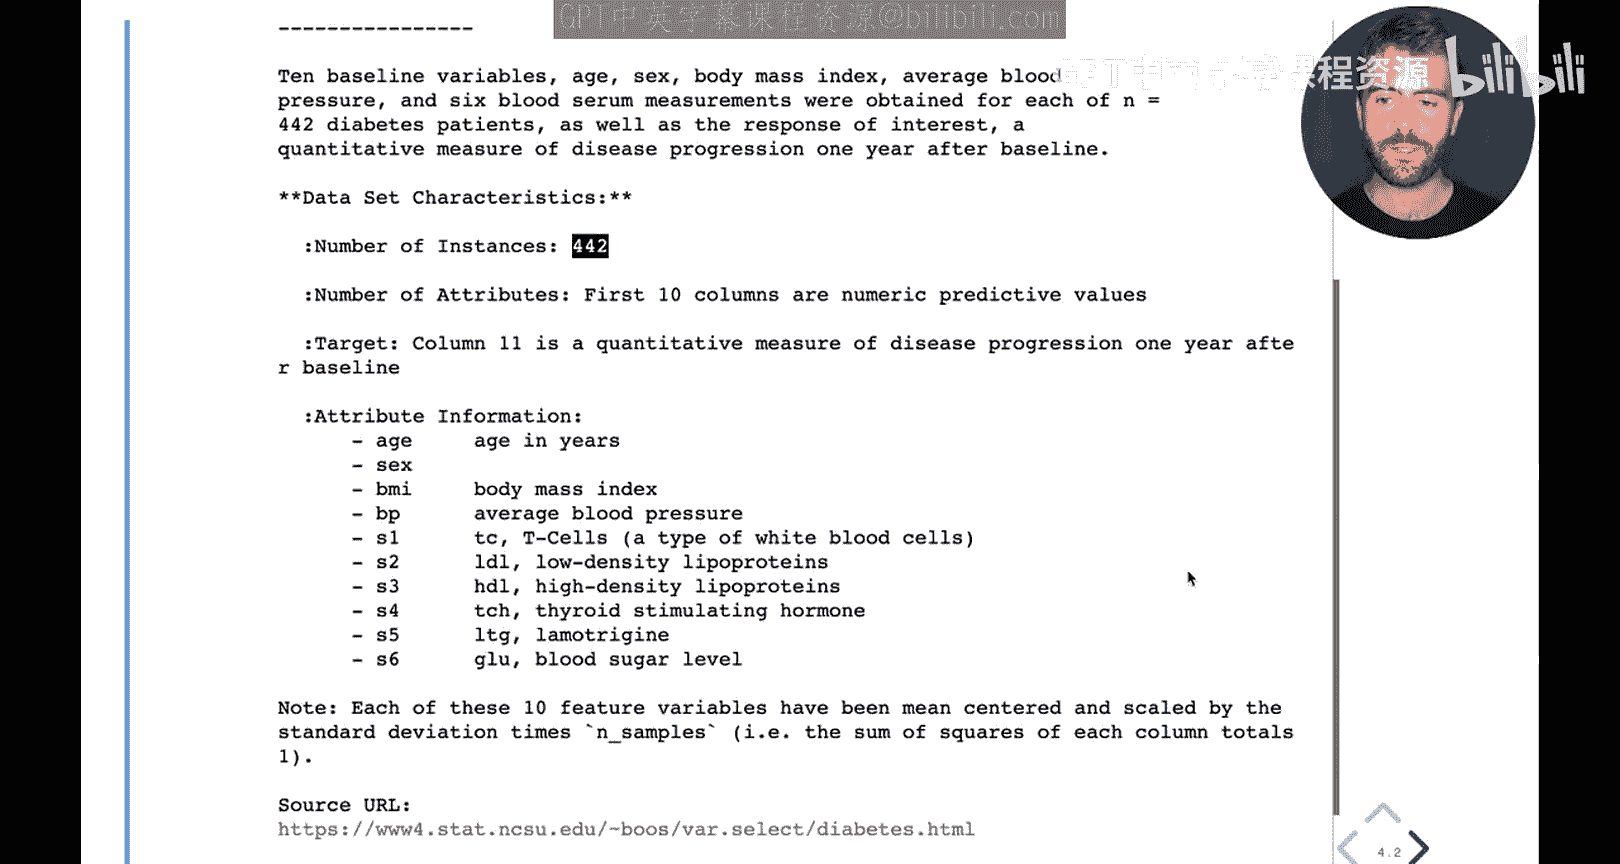 GPT中英字幕课程资源@bilibili.com
Ten baseline variables, age, sex, body mass index, average blood
pressure, and six blood serum measurements were obtained for each of n =
442 diabetes patients, as well as the response of interest, a
quantitative measure of disease progression one year after baseline.
**Data Set Characteristics:**
:Number of Instances: 442
:Number of Attributes: First 10 columns are numeric predictive values
:Target: Column 11 is a quantitative measure of disease progression one year afte
r baseline
:Attribute Information:
- age age in years
- sex
- bmi body mass index
- bp average blood pressure
- s1 tc, T-Cells (a type of white blood cells)
- s2 ldl, low-density lipoproteins
- s3 hdl, high-density lipoproteins
- s4 tch, thyroid stimulating hormone
- s5 ltg, lamotrigine
- s6 glu, blood sugar level
Note: Each of these 10 feature variables have been mean centered and scaled by the
standard deviation times `n_samples` (i.e. the sum of squares of each column totals
1).
Source URL:
https://www4.stat.ncsu.edu/~boos/var.select/diabetes.html
课程资源 bilibili
4.2